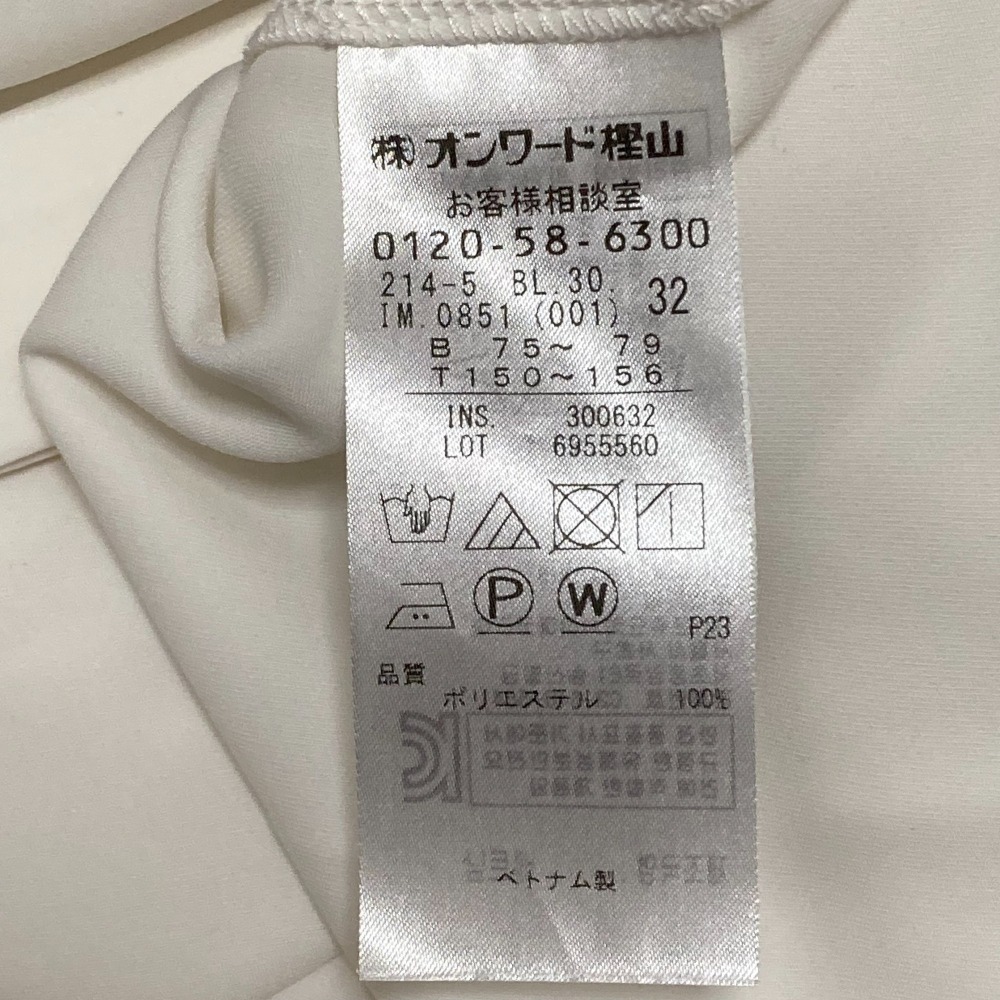 ㈱オンワード樫山
お客様相談室
0120-58-6300
214-5 BL.30.
IM.0851 (001) 32
B 75~ 79
T150~156
INS. 300632
LOT 6955560
P
W
P23
品質
ポリエステル 100%
ベトナム製